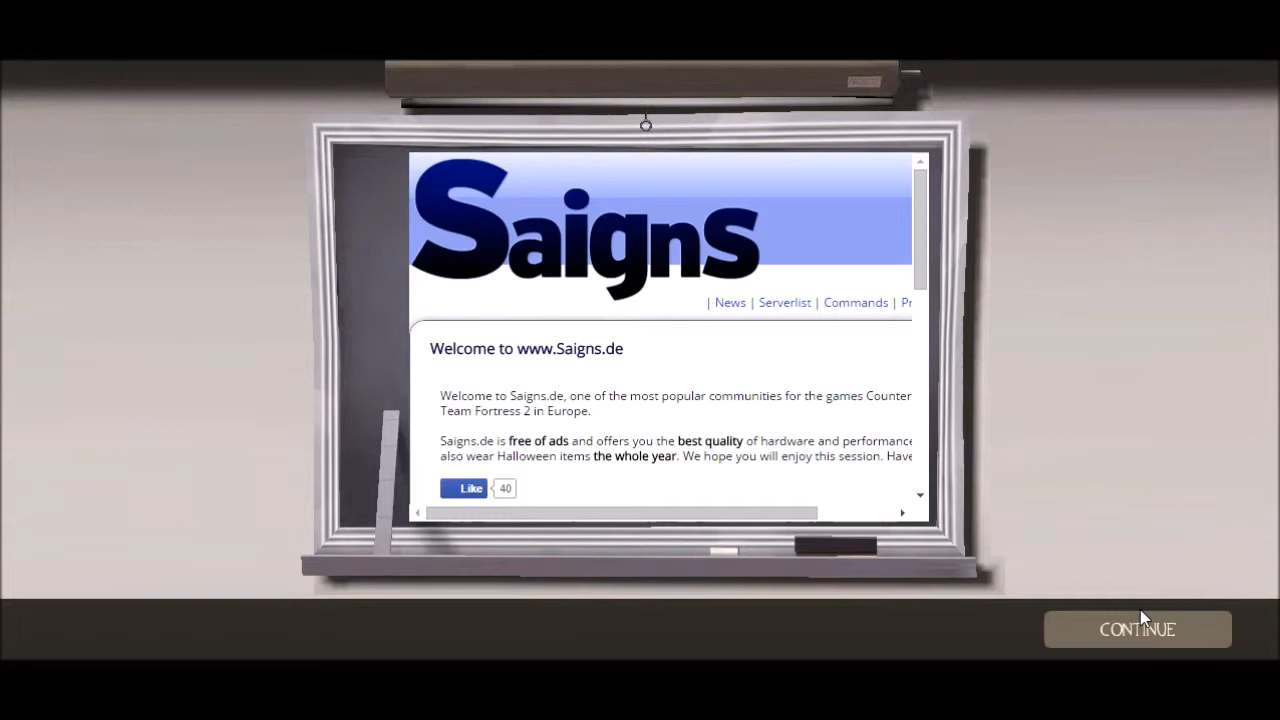 Saigns
| News | Serverlist | Commands | Pr
Welcome to www.Saigns.de
Welcome to Saigns.de, one of the most popular communities for the games Counter
Team Fortress 2 in Europe.
Saigns.de is free of ads and offers you the best quality of hardware and performance
also wear Halloween items the whole year. We hope you will enjoy this session. Have
Like 40
CONTINUE